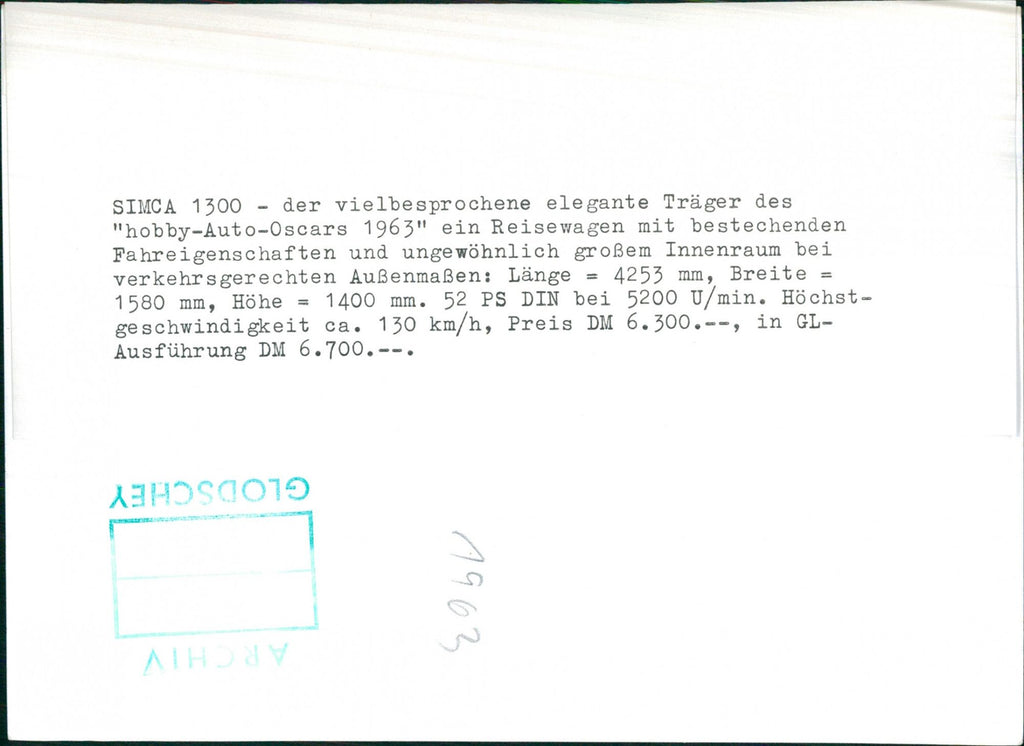 SIMCA 1300 - der vielbesprochene elegante Träger des
"hobby-Auto-Oscars 1963" ein Reisewagen mit bestechenden
Fahreigenschaften und ungewöhnlich großem Innenraum bei
verkehrsgerechten Außenmaßen: Länge = 4253 mm, Breite =
1580 mm, Höhe = 1400 mm. 52 PS DIN bei 5200 U/min. Höchst-
geschwindigkeit ca. 130 km/h, Preis DM 6.300.--, in GL-
Ausführung DM 6.700.--.
ARCHIV
GLODSCHEY
1963